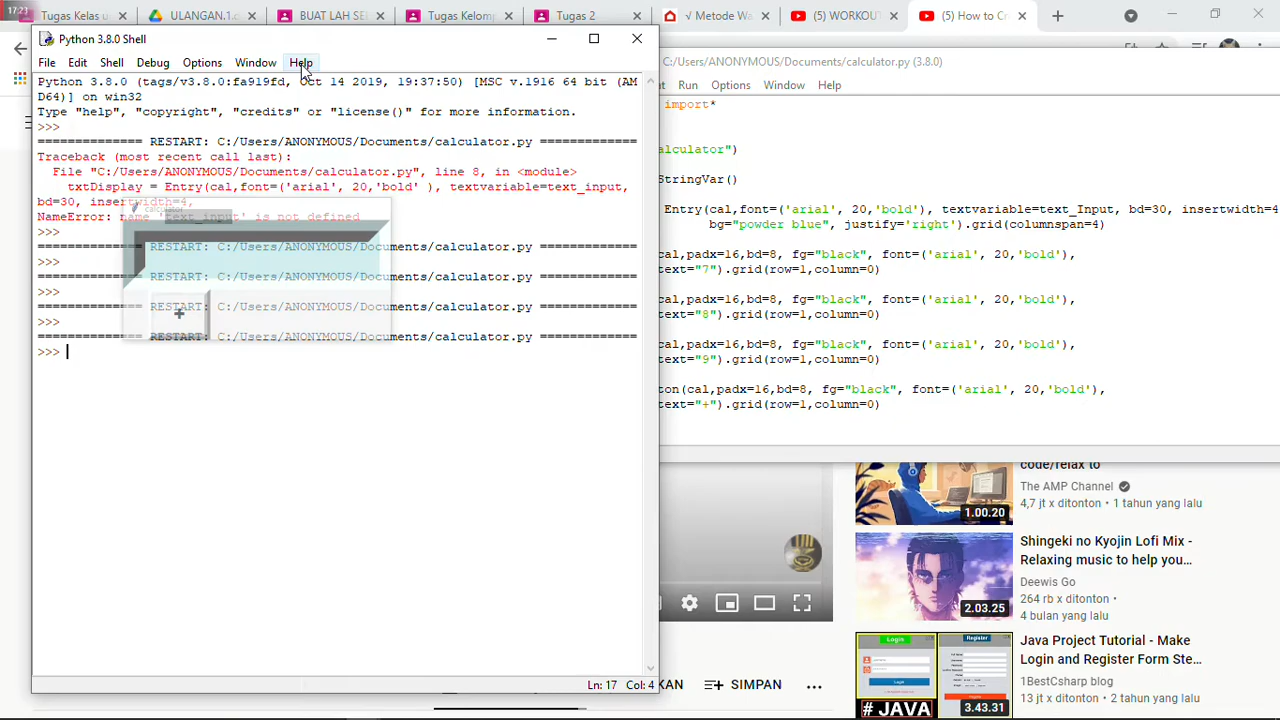 17:23
Tugas Kelas u
ULANGAN.1.c
BUAT LAH SE
Tugas Kelomp
Tugas 2
√ Metode Wa
(5) WORKOU
(5) How to Cr
Python 3.8.0 Shell
File Edit Shell Debug Options Window Help
Python 3.8.0 (tags/v3.8.0:fa919fd, Oct 14 2019, 19:37:50) [MSC v.1916 64 bit (AM
D64)] on win32
Type "help", "copyright", "credits" or "license()" for more information.
>>>
============== RESTART: C:/Users/ANONYMOUS/Documents/calculator.py =============
Traceback (most recent call last):
File "C:/Users/ANONYMOUS/Documents/calculator.py", line 8, in <module>
txtDisplay = Entry(cal,font=('arial', 20,'bold' ), textvariable=text_input,
bd=30, insertwidth=4,
NameError: name 'text_input' is not defined
>>>
============== RESTART: C:/Users/ANONYMOUS/Documents/calculator.py =============
>>>
============== RESTART: C:/Users/ANONYMOUS/Documents/calculator.py =============
>>>
============== RESTART: C:/Users/ANONYMOUS/Documents/calculator.py =============
>>>
============== RESTART: C:/Users/ANONYMOUS/Documents/calculator.py =============
>>>
calculator
+
Ln: 17 Col: 4
C:/Users/ANONYMOUS/Documents/calculator.py (3.8.0)
Run Options Window Help
import*
alculator")
StringVar()
Entry(cal,font=('arial', 20,'bold'), textvariable=text_Input, bd=30, insertwidth=4
bg="powder blue", justify='right').grid(columnspan=4)
cal,padx=16,bd=8, fg="black", font=('arial', 20,'bold'),
text="7").grid(row=1,column=0)
cal,padx=16,bd=8, fg="black", font=('arial', 20,'bold'),
text="8").grid(row=1,column=0)
cal,padx=16,bd=8, fg="black", font=('arial', 20,'bold'),
text="9").grid(row=1,column=0)
ton(cal,padx=16,bd=8, fg="black", font=('arial', 20,'bold'),
text="+").grid(row=1,column=0)
code/relax to
The AMP Channel
4,7 jt x ditonton • 1 tahun yang lalu
1.00.20
Shingeki no Kyojin Lofi Mix -
Relaxing music to help you...
Deewis Go
264 rb x ditonton •
4 bulan yang lalu
2.03.25
Java Project Tutorial - Make
Login and Register Form Ste...
1BestCsharp blog
13 jt x ditonton • 2 tahun yang lalu
Login
Register
# JAVA
3.43.31
KAN
SIMPAN